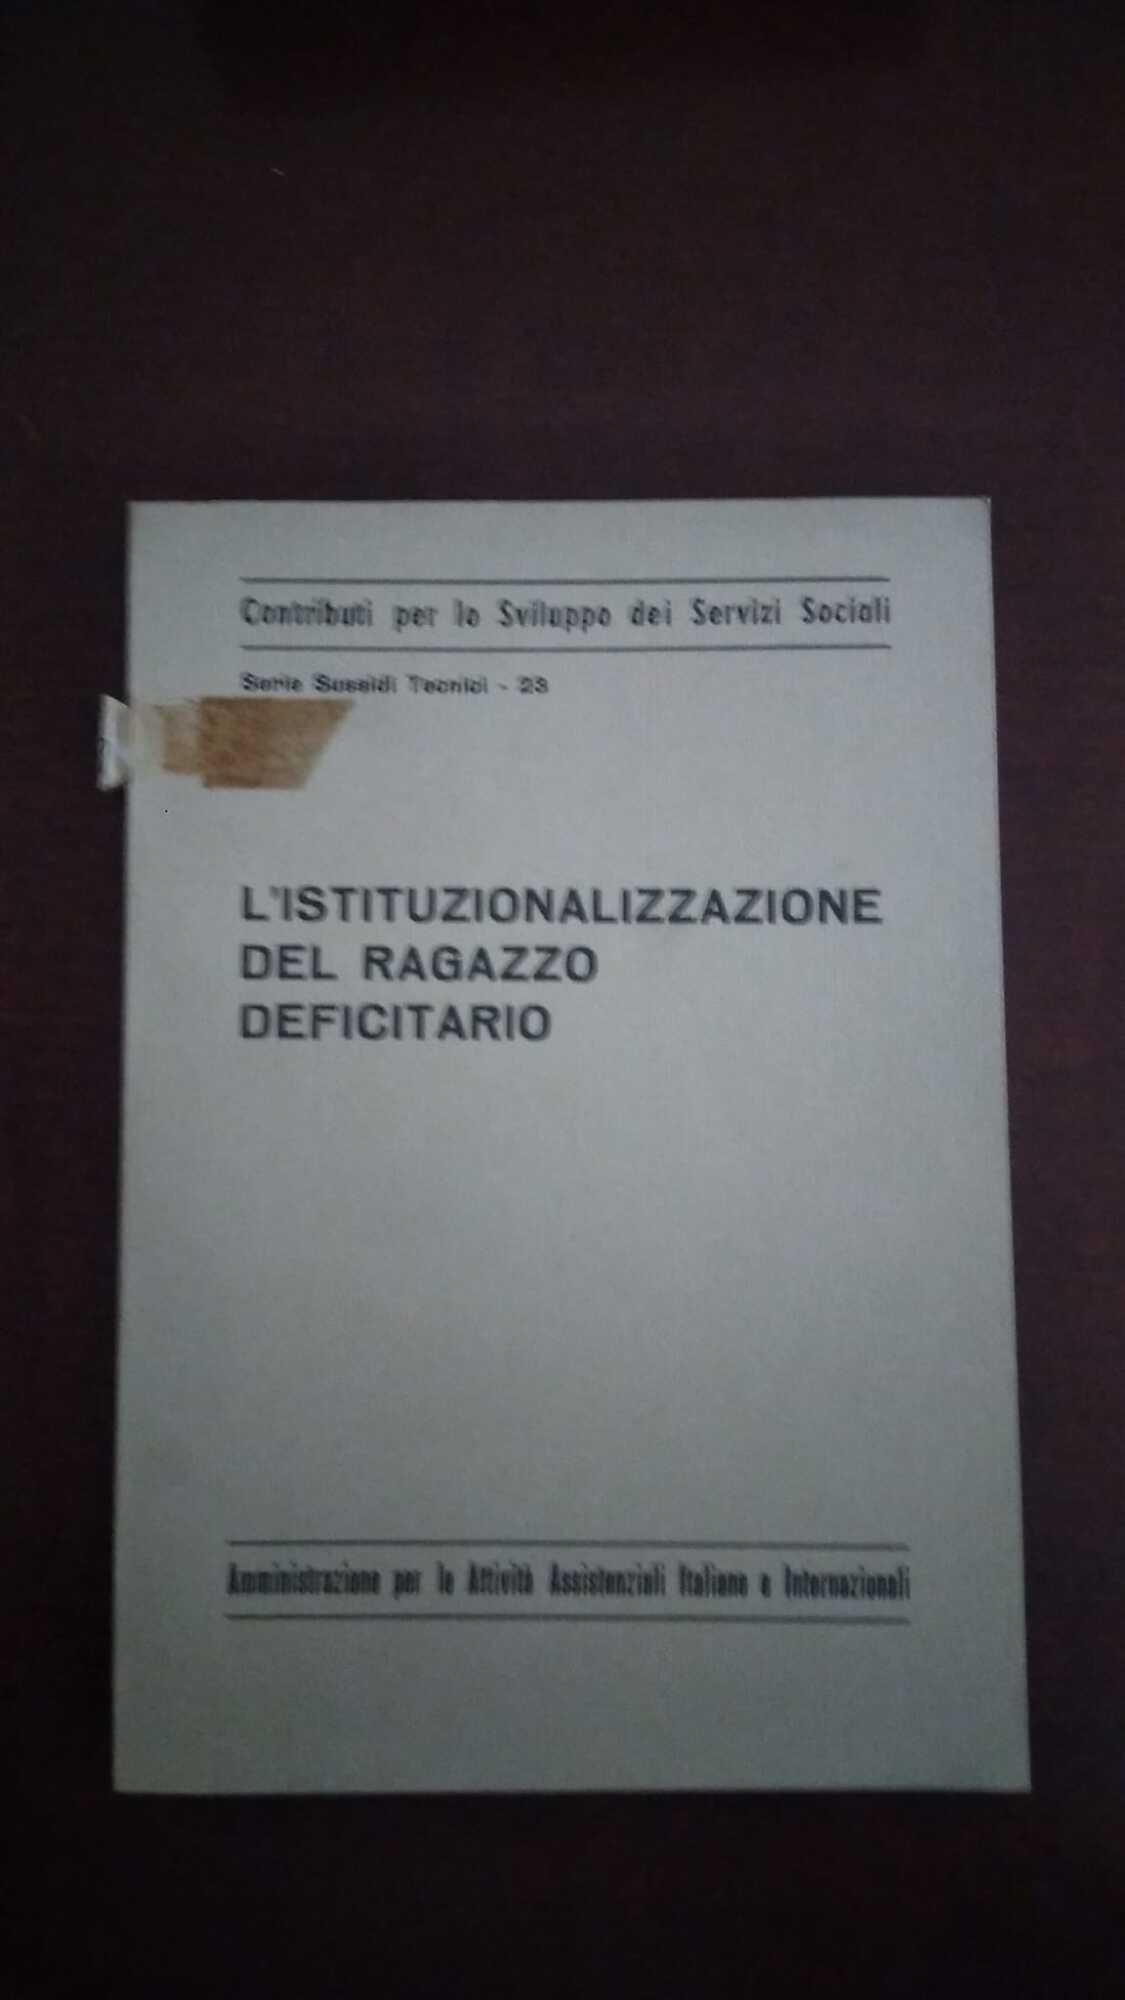 Contributi per lo Sviluppo dei Servizi Sociali
Serie Sussidi Tecnici - 23
L'ISTITUZIONALIZZAZIONE
DEL RAGAZZO
DEFICITARIO
Amministrazione per le Attività Assistenziali Italiane e Internazionali